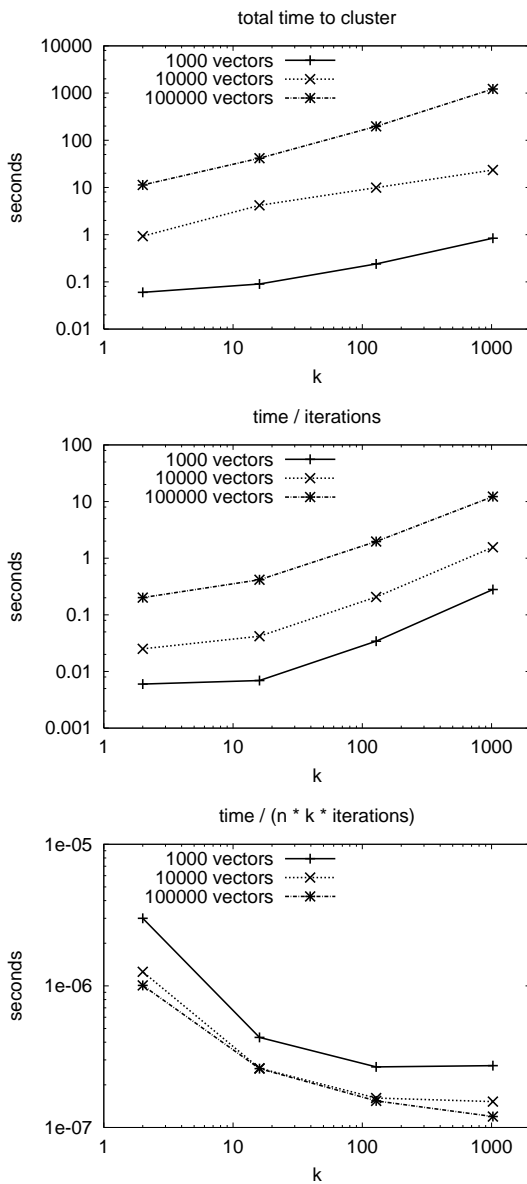 total time to cluster
10000
1000
100
10
1
0.1
0.01
seconds
1000 vectors
10000 vectors
100000 vectors
1 10 100 1000
k
time / iterations
100
10
1
0.1
0.01
0.001
seconds
1000 vectors
10000 vectors
100000 vectors
1 10 100 1000
k
time / (n * k * iterations)
1e-05
1e-06
1e-07
seconds
1000 vectors
10000 vectors
100000 vectors
1 10 100 1000
k